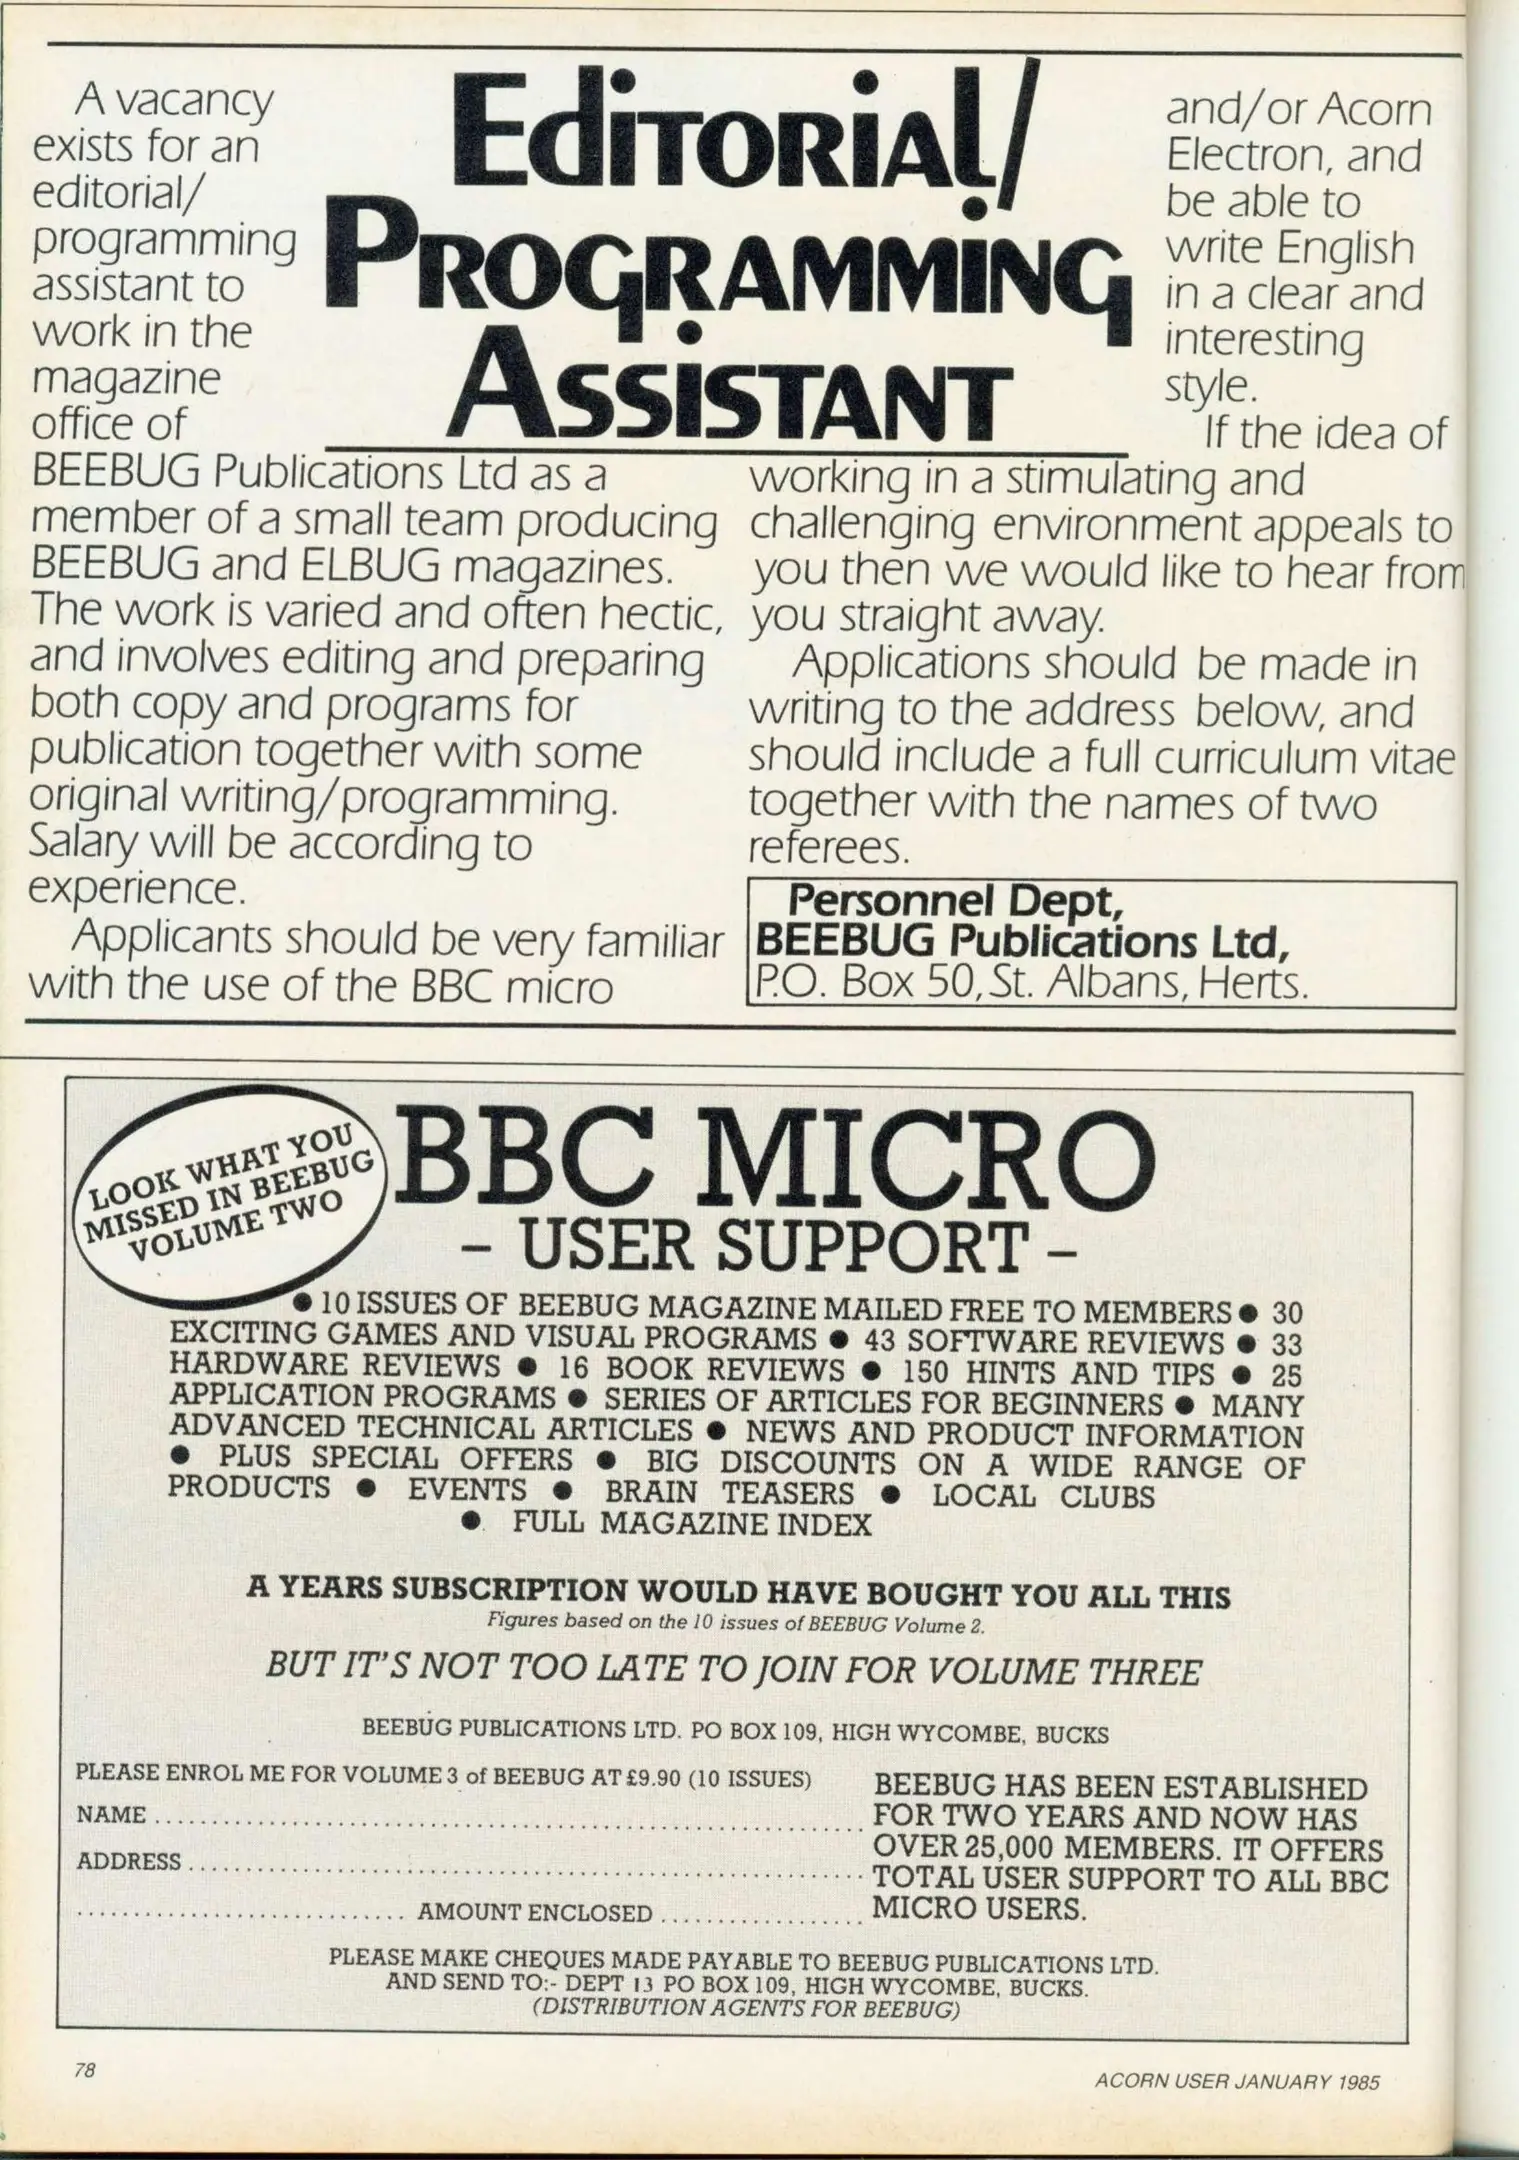 Editorial/
Programming
Assistant
A vacancy
exists for an
editorial/
programming
assistant to
work in the
magazine
office of
BEEBUG Publications Ltd as a
member of a small team producing
BEEBUG and ELBUG magazines.
The work is varied and often hectic,
and involves editing and preparing
both copy and programs for
publication together with some
original writing/programming.
Salary will be according to
experience.
Applicants should be very familiar
with the use of the BBC micro
and/or Acorn
Electron, and
be able to
write English
in a clear and
interesting
style.
If the idea of
working in a stimulating and
challenging environment appeals to
you then we would like to hear from
you straight away.
Applications should be made in
writing to the address below, and
should include a full curriculum vitae
together with the names of two
referees.
Personnel Dept,
BEEBUG Publications Ltd,
P.O. Box 50, St. Albans, Herts.
LOOK WHAT YOU
MISSED IN BEEBUG
VOLUME TWO
BBC MICRO
- USER SUPPORT -
● 10 ISSUES OF BEEBUG MAGAZINE MAILED FREE TO MEMBERS ● 30
EXCITING GAMES AND VISUAL PROGRAMS ● 43 SOFTWARE REVIEWS ● 33
HARDWARE REVIEWS ● 16 BOOK REVIEWS ● 150 HINTS AND TIPS ● 25
APPLICATION PROGRAMS ● SERIES OF ARTICLES FOR BEGINNERS ● MANY
ADVANCED TECHNICAL ARTICLES ● NEWS AND PRODUCT INFORMATION
● PLUS SPECIAL OFFERS ● BIG DISCOUNTS ON A WIDE RANGE OF
PRODUCTS ● EVENTS ● BRAIN TEASERS ● LOCAL CLUBS
● FULL MAGAZINE INDEX
A YEARS SUBSCRIPTION WOULD HAVE BOUGHT YOU ALL THIS
Figures based on the 10 issues of BEEBUG Volume 2.
BUT IT'S NOT TOO LATE TO JOIN FOR VOLUME THREE
BEEBUG PUBLICATIONS LTD. PO BOX 109, HIGH WYCOMBE, BUCKS
PLEASE ENROL ME FOR VOLUME 3 of BEEBUG AT £9.90 (10 ISSUES)
NAME ................................................................
ADDRESS ............................................................
............................. AMOUNT ENCLOSED ..................
BEEBUG HAS BEEN ESTABLISHED
FOR TWO YEARS AND NOW HAS
OVER 25,000 MEMBERS. IT OFFERS
TOTAL USER SUPPORT TO ALL BBC
MICRO USERS.
PLEASE MAKE CHEQUES MADE PAYABLE TO BEEBUG PUBLICATIONS LTD.
AND SEND TO:- DEPT 13 PO BOX 109, HIGH WYCOMBE, BUCKS.
(DISTRIBUTION AGENTS FOR BEEBUG)
78
ACORN USER JANUARY 1985